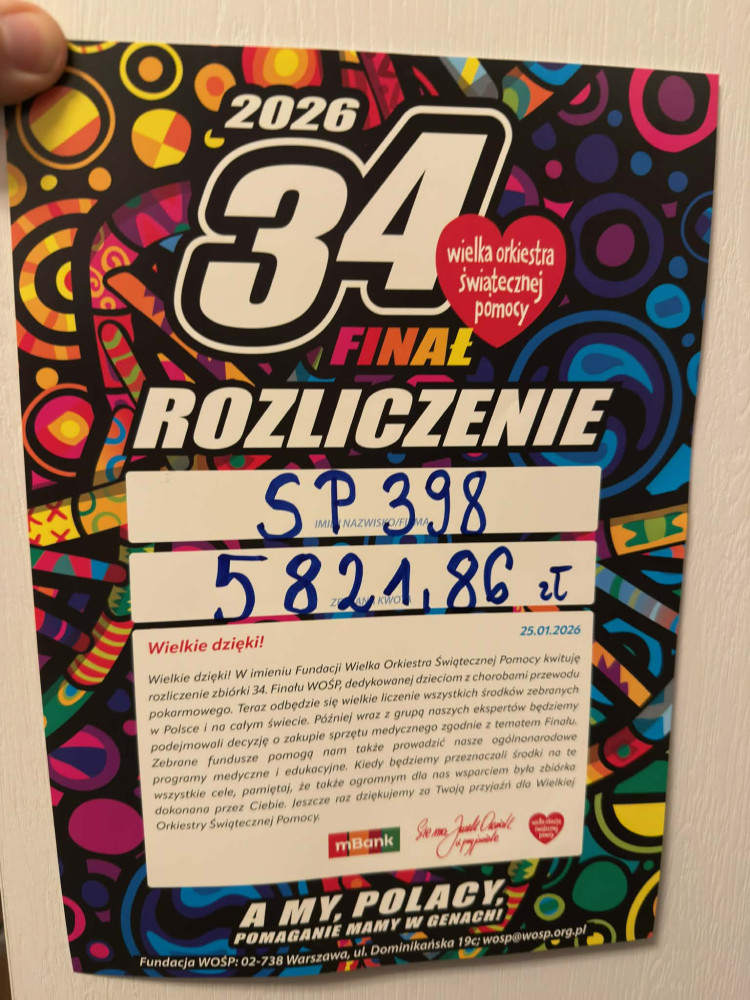 2026
34
wielka orkiestra
świątecznej
pomocy
FINAŁ
ROZLICZENIE
SP 398
IMIĘ NAZWISKO/FIRMA
5821,86 zł
ZEBRANA KWOTA
25.01.2026
Wielkie dzięki!
Wielkie dzięki! W imieniu Fundacji Wielka Orkiestra Świątecznej Pomocy kwituję
rozliczenie zbiórki 34. Finału WOŚP, dedykowanej dzieciom z chorobami przewodu
pokarmowego. Teraz odbędzie się wielkie liczenie wszystkich środków zebranych
w Polsce i na całym świecie. Później wraz z grupą naszych ekspertów będziemy
podejmowali decyzję o zakupie sprzętu medycznego zgodnie z tematem Finału.
Zebrane fundusze pomogą nam także prowadzić nasze ogólnonarodowe
programy medyczne i edukacyjne. Kiedy będziemy przeznaczali środki na te
wszystkie cele, pamiętaj, że także ogromnym dla nas wsparciem była zbiórka
dokonana przez Ciebie. Jeszcze raz dziękujemy za Twoją przyjaźń dla Wielkiej
Orkiestry Świątecznej Pomocy.
mBank
wielka orkiestra
świątecznej
pomocy
A MY, POLACY,
POMAGANIE MAMY W GENACH!
Fundacja WOŚP: 02-738 Warszawa, ul. Dominikańska 19c; wosp@wosp.org.pl